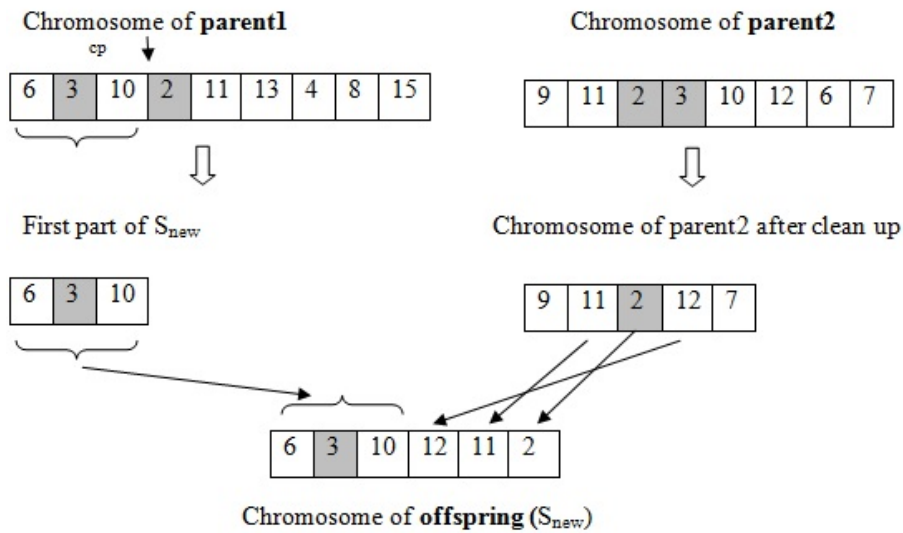 Chromosome of parent1
Chromosome of parent2
cp
6 3 10 2 11 13 4 8 15
9 11 2 3 10 12 6 7
First part of Snew
Chromosome of parent2 after clean up
6 3 10
9 11 2 12 7
6 3 10 12 11 2
Chromosome of offspring (Snew)